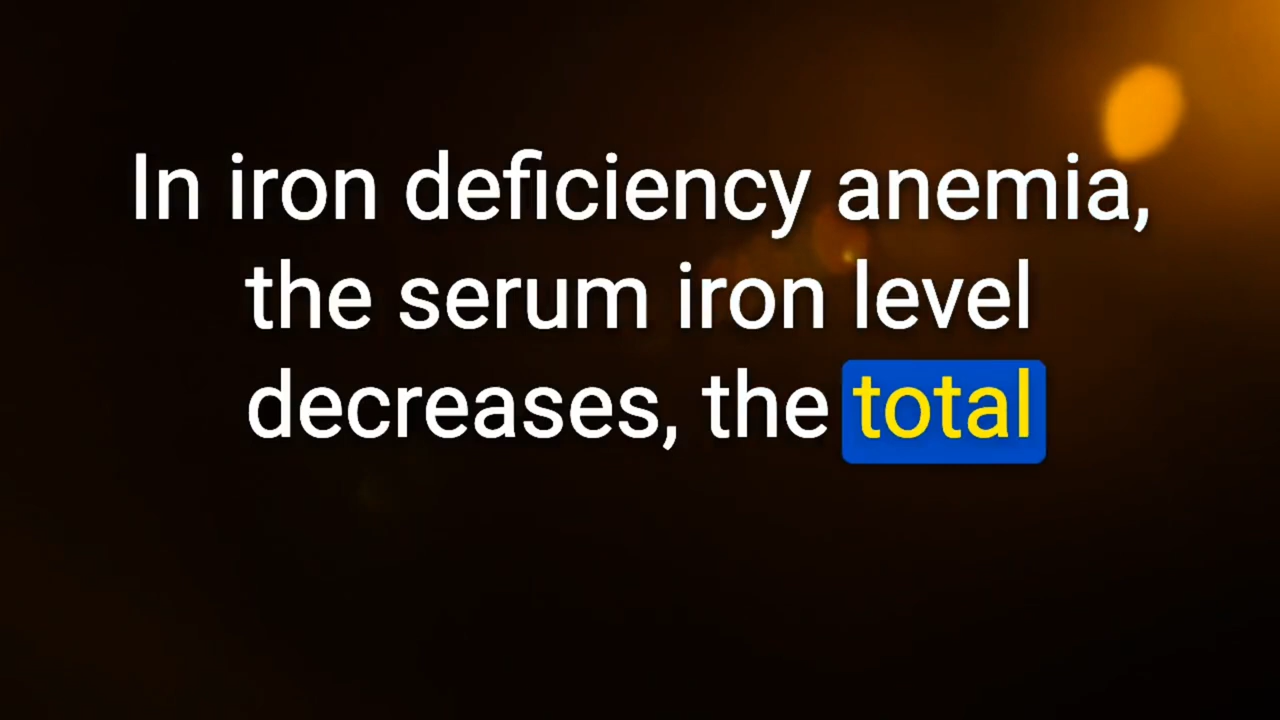 In iron deficiency anemia,
the serum iron level
decreases, the total